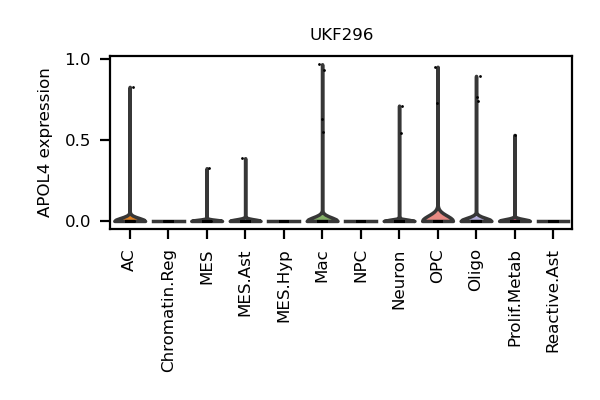 UKF296
APOL4 expression
1.0
0.5
0.0
AC
Chromatin.Reg
MES
MES.Ast
MES.Hyp
Mac
NPC
Neuron
OPC
Oligo
Prolif.Metab
Reactive.Ast